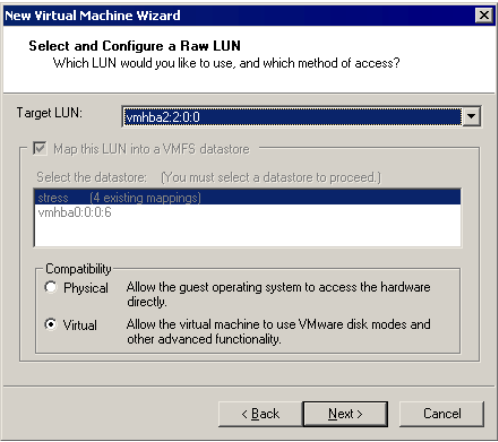 New Virtual Machine Wizard
Select and Configure a Raw LUN
Which LUN would you like to use, and which method of access?
Target LUN: vmhba2:2:0:0
Map this LUN into a VMFS datastore
Select the datastore: (You must select a datastore to proceed.)
stress (4 existing mappings)
vmhba0:0:0:6
Compatibility
Physical Allow the guest operating system to access the hardware
directly.
Virtual Allow the virtual machine to use VMware disk modes and
other advanced functionality.
< Back Next > Cancel